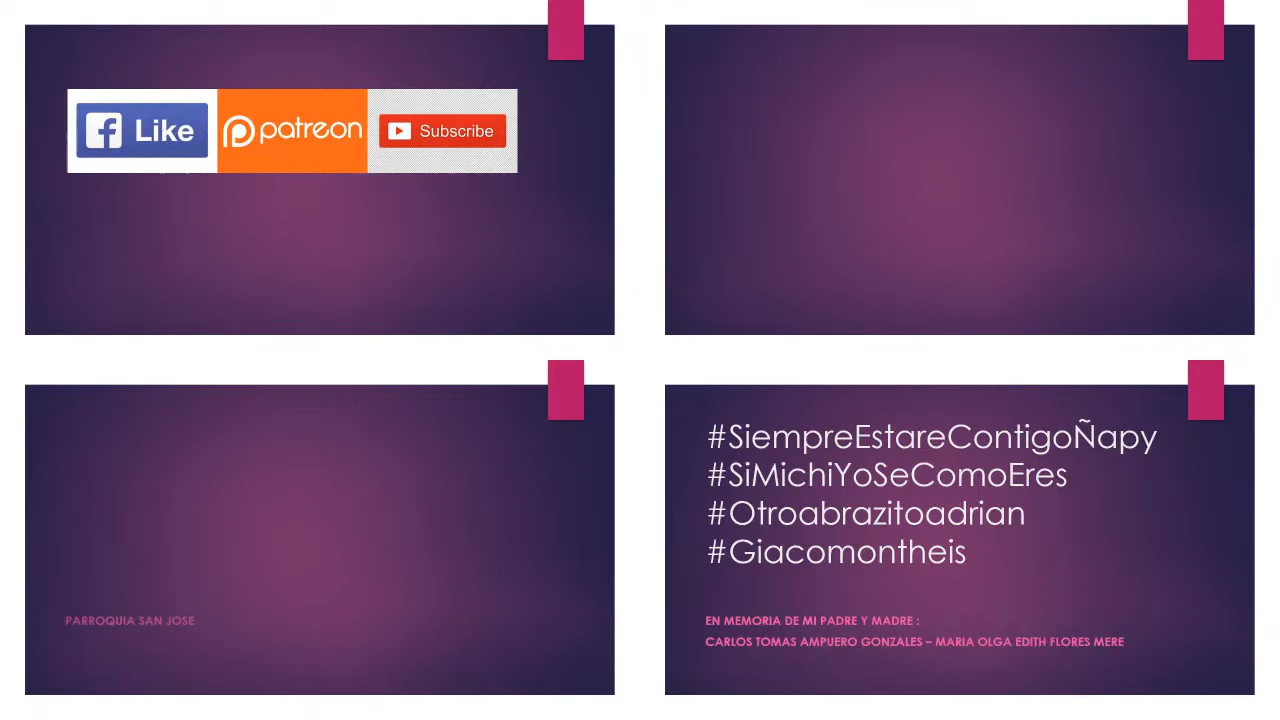 Like
patreon
Subscribe
PARROQUIA SAN JOSE
#SiempreEstareContigoÑapy
#SiMichiYoSeComoEres
#Otroabrazitoadrian
#Giacomontheis
EN MEMORIA DE MI PADRE Y MADRE :
CARLOS TOMAS AMPUERO GONZALES – MARIA OLGA EDITH FLORES MERE